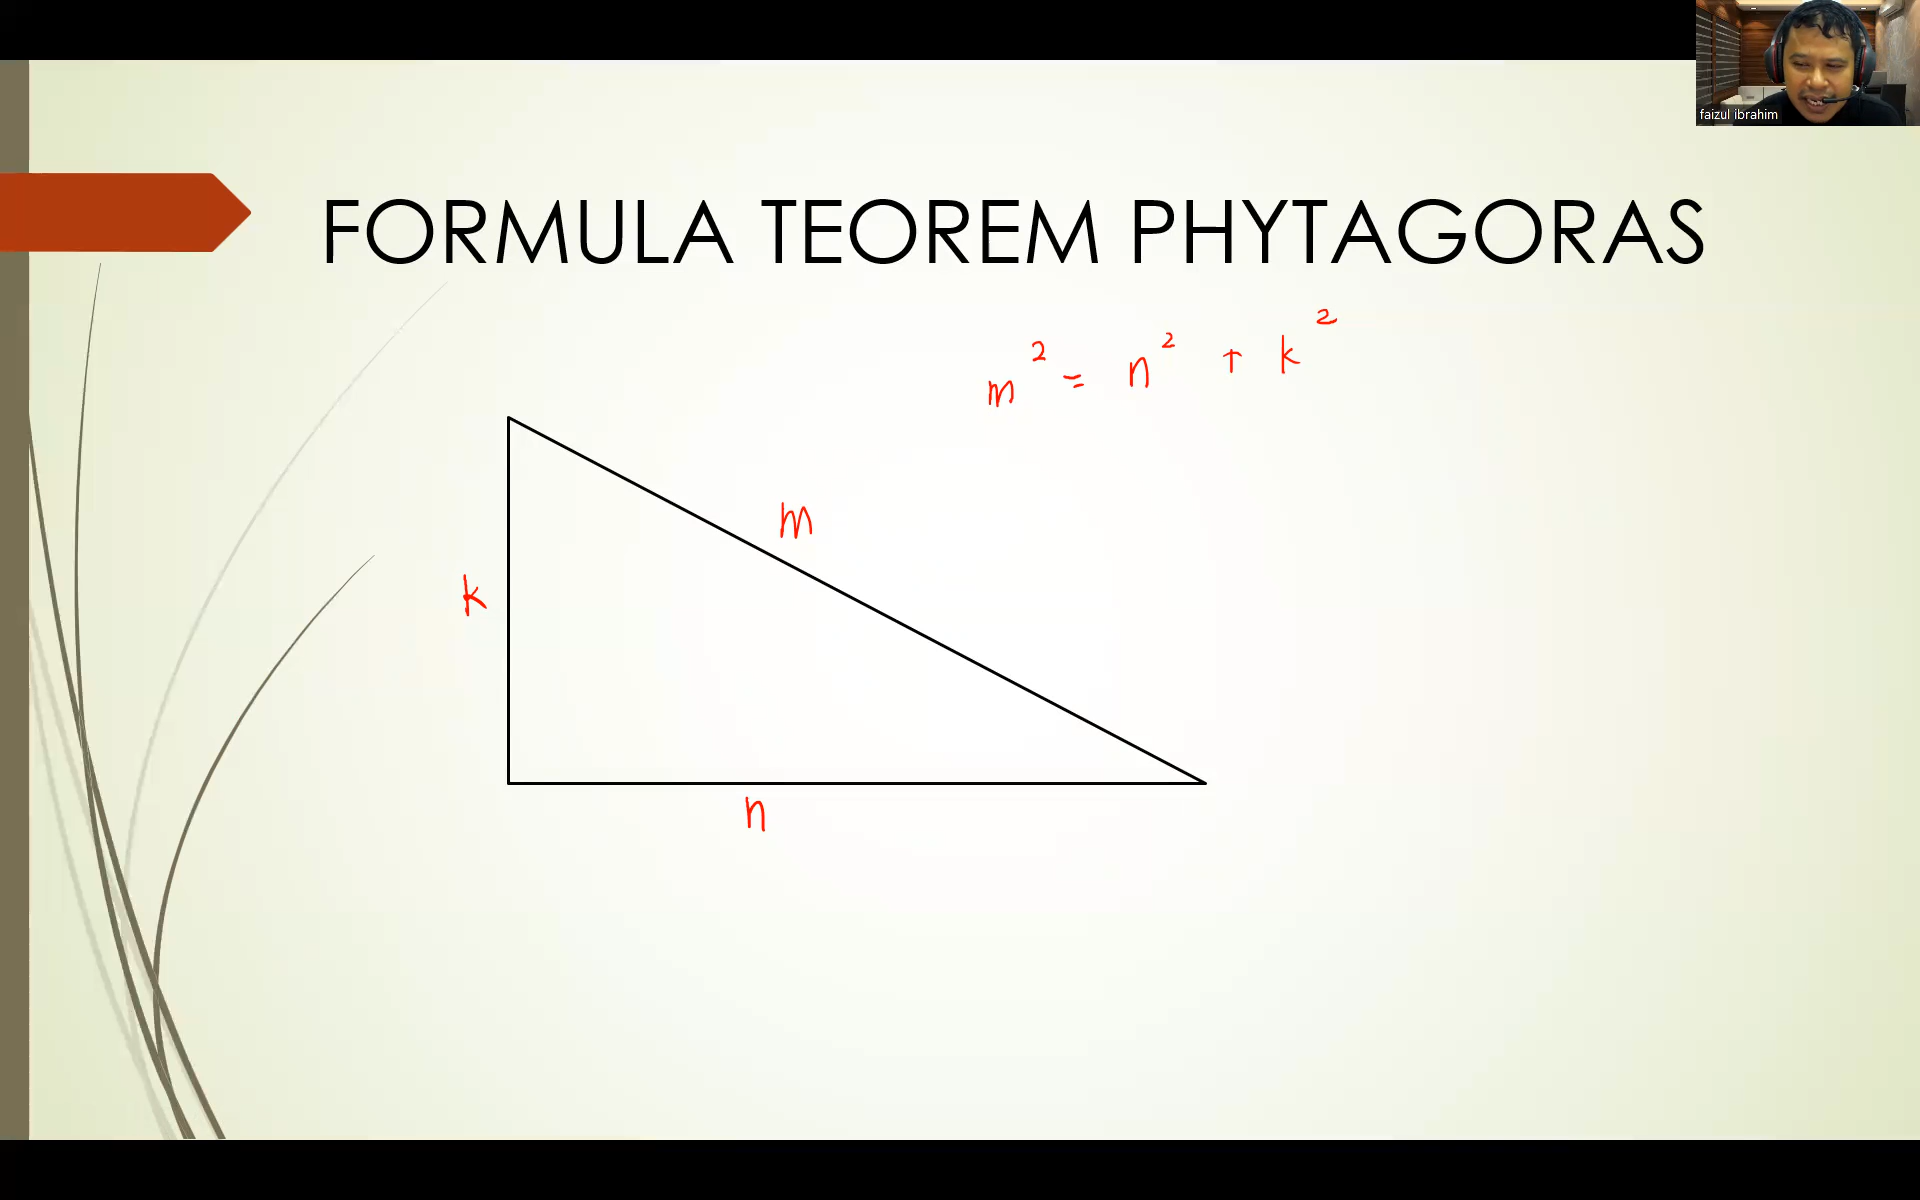 faizul ibrahim
FORMULA TEOREM PHYTAGORAS
m² = n² + k²
m
k
n